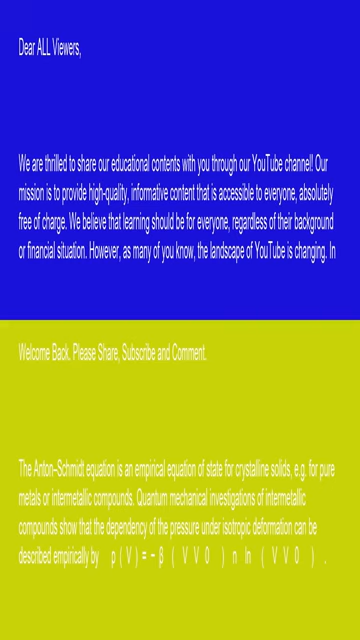 Dear ALL Viewers,
We are thrilled to share our educational contents with you through our YouTube channel! Our
mission is to provide high-quality, informative content that is accessible to everyone, absolutely
free of charge. We believe that learning should be for everyone, regardless of their background
or financial situation. However, as many of you know, the landscape of YouTube is changing. In
Welcome Back. Please Share, Subscribe and Comment.
The Anton–Schmidt equation is an empirical equation of state for crystalline solids, e.g. for pure
metals or intermetallic compounds. Quantum mechanical investigations of intermetallic
compounds show that the dependency of the pressure under isotropic deformation can be
described empirically by p ( V ) = − β ( V V 0 ) n ln ( V V 0 ) .